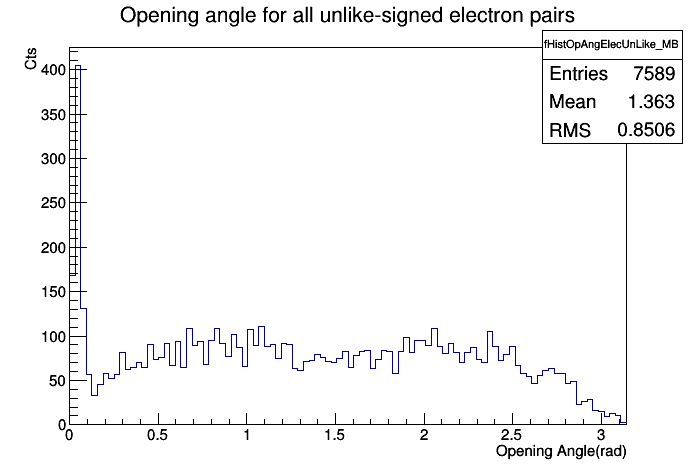 Opening angle for all unlike-signed electron pairs
fHistOpAngElecUnLike_MB
Entries 7589
Mean 1.363
RMS 0.8506
Cts
400
350
300
250
200
150
100
50
0
0 0.5 1 1.5 2 2.5 3
Opening Angle(rad)